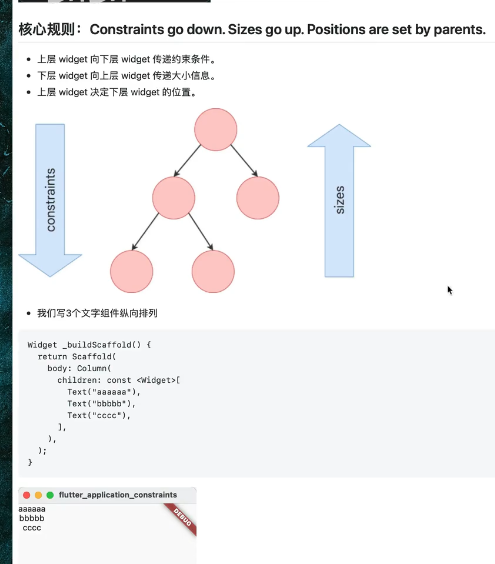 核心规则：Constraints go down. Sizes go up. Positions are set by parents.
上层 widget 向下层 widget 传递约束条件。
下层 widget 向上层 widget 传递大小信息。
上层 widget 决定下层 widget 的位置。
constraints
sizes
我们写3个文字组件纵向排列
Widget _buildScaffold() {
  return Scaffold(
    body: Column(
      children: const <Widget>[
        Text("aaaaaa"),
        Text("bbbbb"),
        Text("cccc"),
      ],
    ),
  );
}
flutter_application_constraints
aaaaaa
bbbbb
cccc
DEBUG